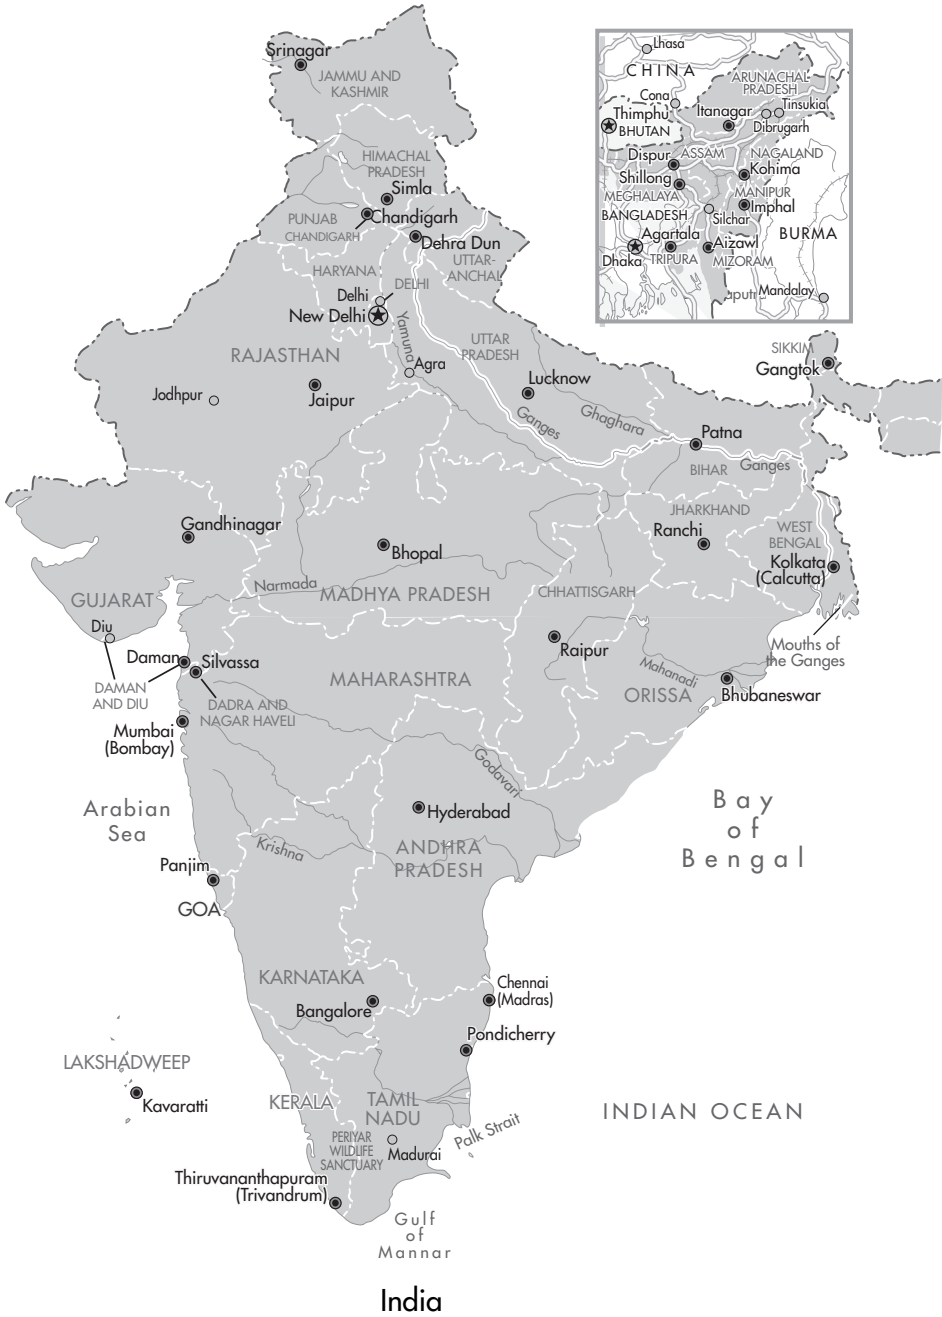 Srinagar
JAMMU AND
KASHMIR
HIMACHAL
PRADESH
Simla
PUNJAB
Chandigarh
CHANDIGARH
Dehra Dun
UTTAR-
ANCHAL
HARYANA
DELHI
Delhi
New Delhi
Yamuna
RAJASTHAN
UTTAR
PRADESH
Agra
Jodhpur
Jaipur
Lucknow
Ganges
Ghaghara
SIKKIM
Gangtok
Patna
BIHAR
Ganges
Gandhinagar
JHARKHAND
Ranchi
WEST
BENGAL
Bhopal
Kolkata
(Calcutta)
Narmada
GUJARAT
MADHYA PRADESH
CHHATTISGARH
Diu
Raipur
Mouths of
the Ganges
Daman
Silvassa
DAMAN
AND DIU
DADRA AND
NAGAR HAVELI
MAHARASHTRA
Mahanadi
ORISSA
Bhubaneswar
Mumbai
(Bombay)
Godavari
Arabian
Sea
Hyderabad
Bay
of
Bengal
Krishna
ANDHRA
PRADESH
Panjim
GOA
KARNATAKA
Bangalore
Chennai
(Madras)
Pondicherry
LAKSHADWEEP
Kavaratti
KERALA
TAMIL
NADU
INDIAN OCEAN
Palk Strait
PERIYAR
WILDLIFE
SANCTUARY
Madurai
Thiruvananthapuram
(Trivandrum)
Gulf
of
Mannar
India
Lhasa
CHINA
ARUNACHAL
PRADESH
Cona
Itanagar
Tinsukia
Thimphu
BHUTAN
Dibrugarh
Dispur
ASSAM
NAGALAND
Shillong
Kohima
MEGHALAYA
MANIPUR
Imphal
BANGLADESH
Silchar
BURMA
Agartala
Aizawl
Dhaka
TRIPURA
MIZORAM
Mandalay